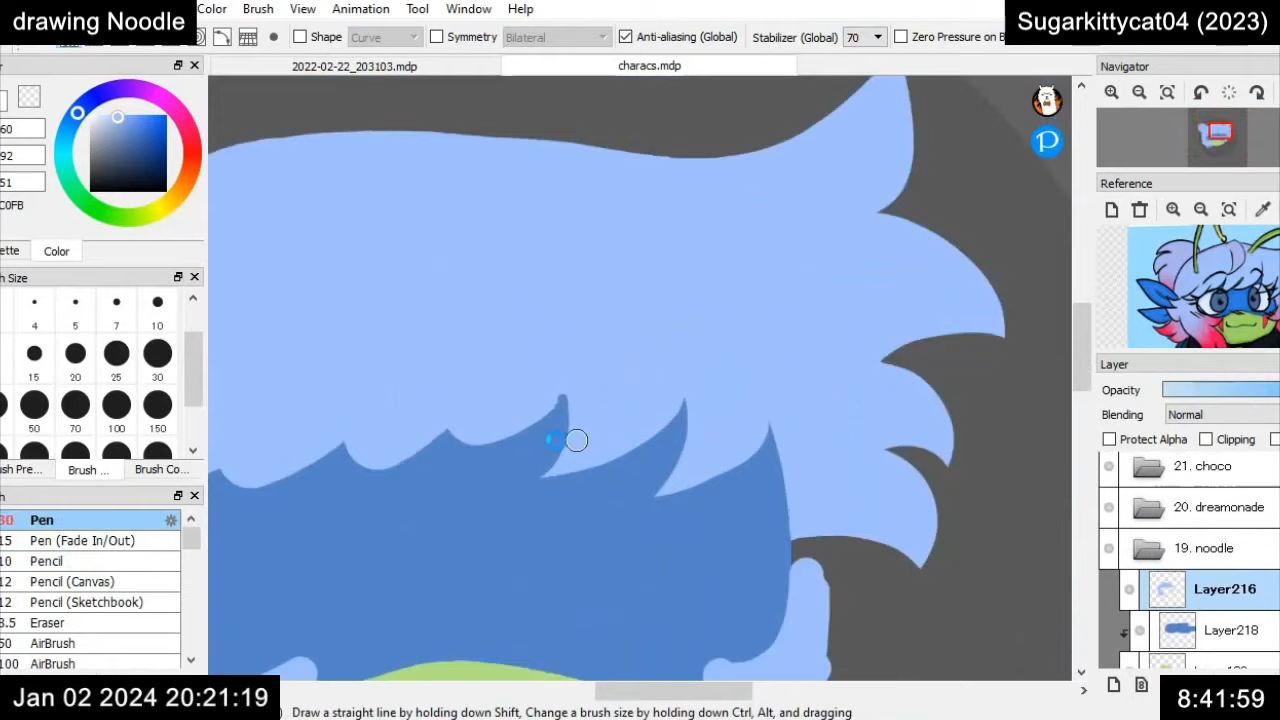 drawing Noodle
Sugarkittycat04 (2023)
Color Brush View Animation Tool Window Help
Shape Curve Symmetry Bilateral Anti-aliasing (Global) Stabilizer (Global) 70 Zero Pressure on B
2022-02-22_203103.mdp
characs.mdp
Navigator
60
92
51
C0FB
Reference
ette
Color
Size
4 5 7 10
15 20 25 30
50 70 100 150
sh Pre...
Brush ...
Brush Co...
Layer
Opacity
Blending
Normal
Protect Alpha
Clipping
21. choco
20. dreamonade
19. noodle
Layer216
Layer218
30 Pen
15 Pen (Fade In/Out)
10 Pencil
12 Pencil (Canvas)
12 Pencil (Sketchbook)
8.5 Eraser
50 AirBrush
100 AirBrush
Jan 02 2024 20:21:19
Draw a straight line by holding down Shift, Change a brush size by holding down Ctrl, Alt, and dragging
8:41:59